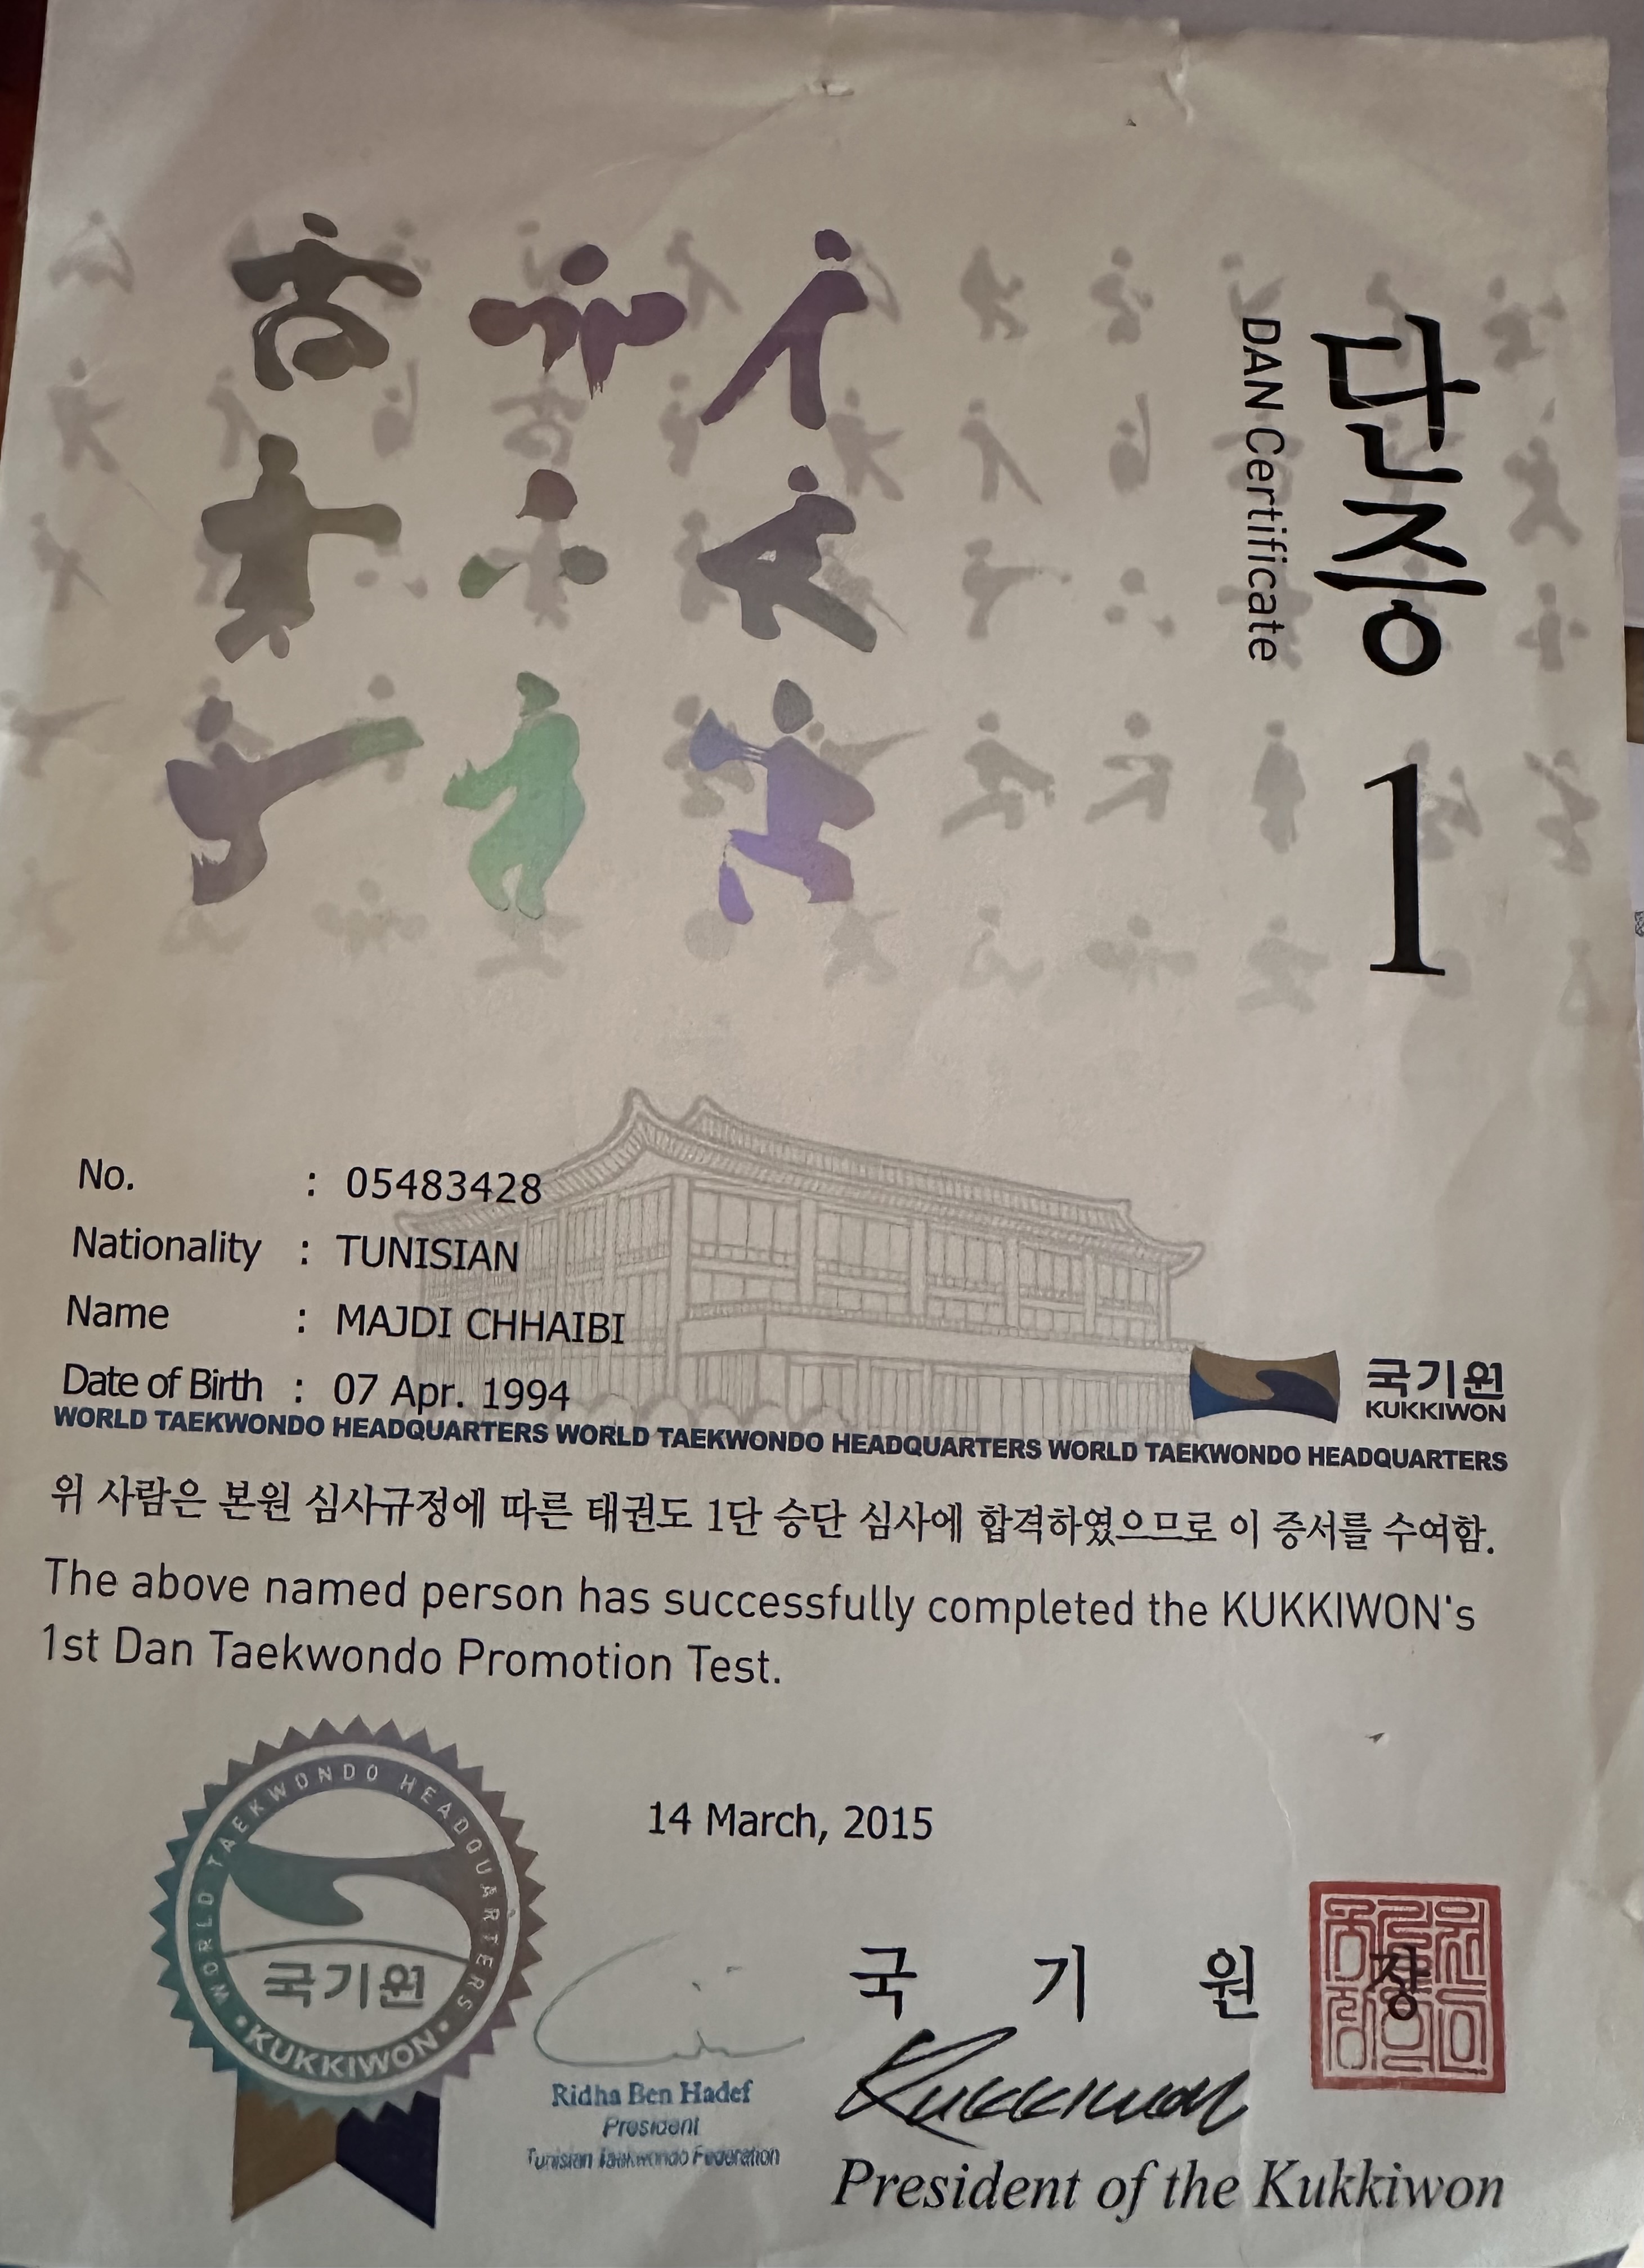 단증 1
DAN Certificate
No. : 05483428
Nationality : TUNISIAN
Name : MAJDI CHHAIBI
Date of Birth : 07 Apr. 1994
국기원
KUKKIWON
WORLD TAEKWONDO HEADQUARTERS WORLD TAEKWONDO HEADQUARTERS WORLD TAEKWONDO HEADQUARTERS
위 사람은 본원 심사규정에 따른 태권도 1단 승단 심사에 합격하였으므로 이 증서를 수여함.
The above named person has successfully completed the KUKKIWON's
1st Dan Taekwondo Promotion Test.
14 March, 2015
WORLD TAEKWONDO HEADQUARTERS
국기원
•KUKKIWON•
국 기 원 장
Kukkiwon
President of the Kukkiwon
Ridha Ben Hadef
President
Tunisian Taekwondo Federation